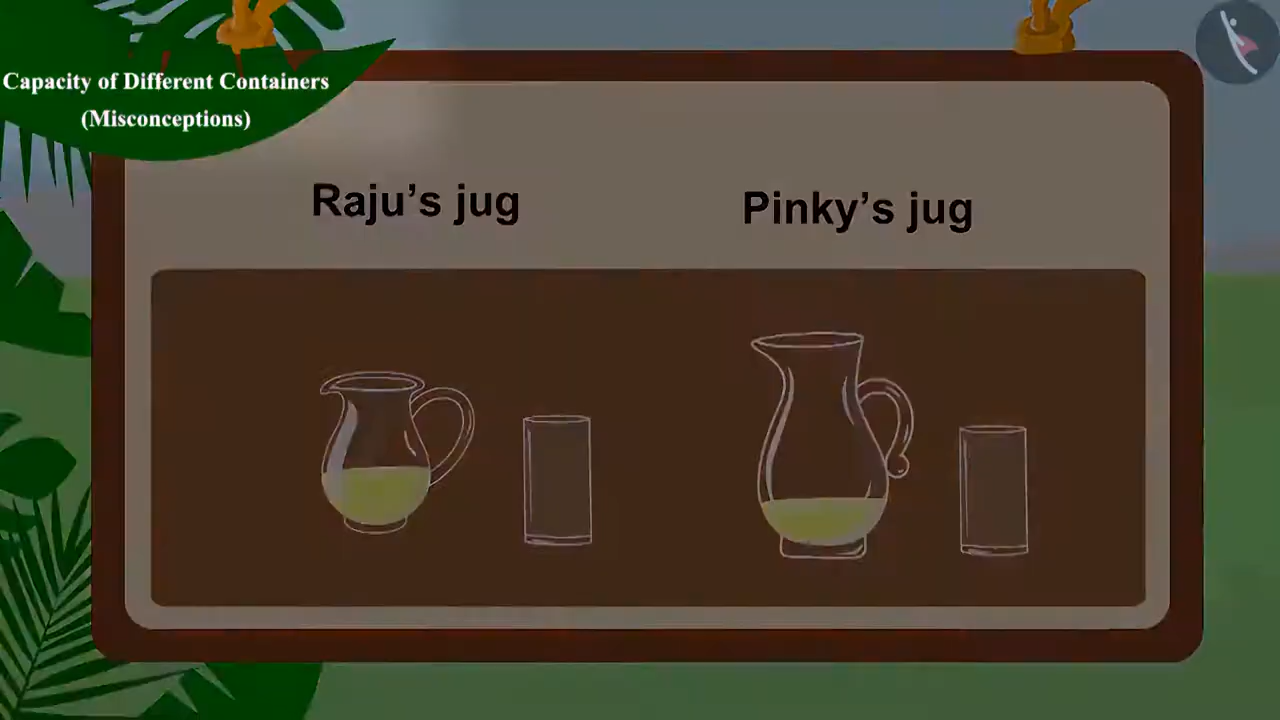 Capacity of Different Containers
(Misconceptions)
Raju's jug
Pinky's jug